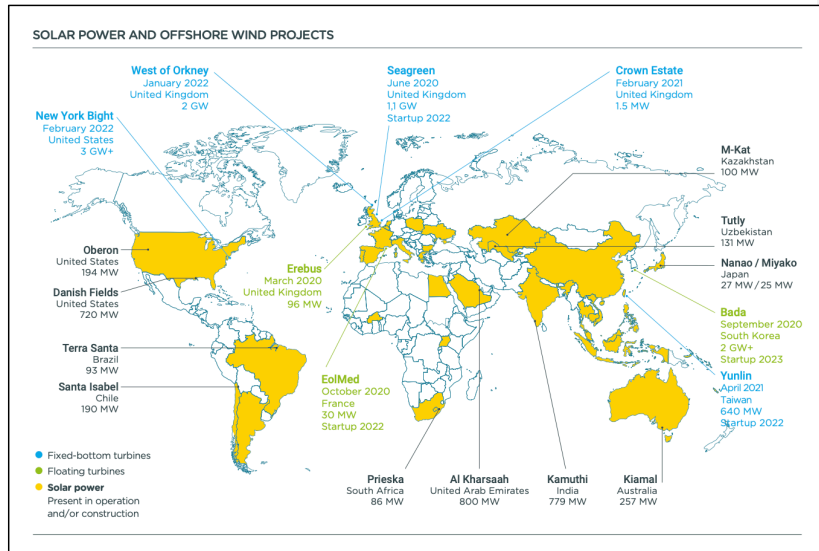 SOLAR POWER AND OFFSHORE WIND PROJECTS
West of Orkney
January 2022
United Kingdom
2 GW
Seagreen
June 2020
United Kingdom
1,1 GW
Startup 2022
Crown Estate
February 2021
United Kingdom
1.5 MW
New York Bight
February 2022
United States
3 GW+
M-Kat
Kazakhstan
100 MW
Tutly
Uzbekistan
131 MW
Oberon
United States
194 MW
Erebus
March 2020
United Kingdom
96 MW
Nanao / Miyako
Japan
27 MW / 25 MW
Danish Fields
United States
720 MW
Bada
September 2020
South Korea
2 GW+
Startup 2023
Terra Santa
Brazil
93 MW
Santa Isabel
Chile
190 MW
EolMed
October 2020
France
30 MW
Startup 2022
Yunlin
April 2021
Taiwan
640 MW
Startup 2022
Fixed-bottom turbines
Floating turbines
Solar power
Present in operation
and/or construction
Prieska
South Africa
86 MW
Al Kharsaah
United Arab Emirates
800 MW
Kamuthi
India
779 MW
Kiamal
Australia
257 MW